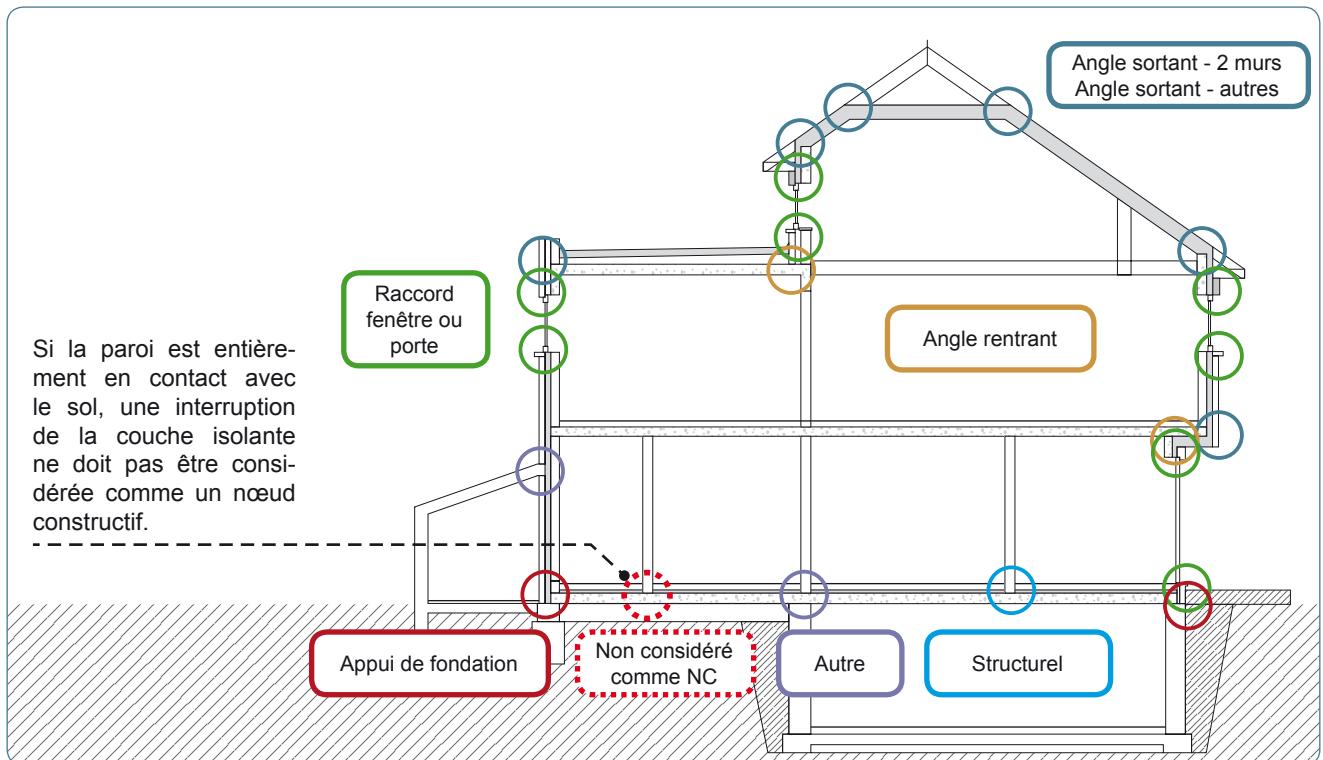 Angle sortant - 2 murs
Angle sortant - autres
Raccord
fenêtre ou
porte
Angle rentrant
Si la paroi est entière-
ment en contact avec
le sol, une interruption
de la couche isolante
ne doit pas être consi-
dérée comme un nœud
constructif.
Appui de fondation
Non considéré
comme NC
Autre
Structurel